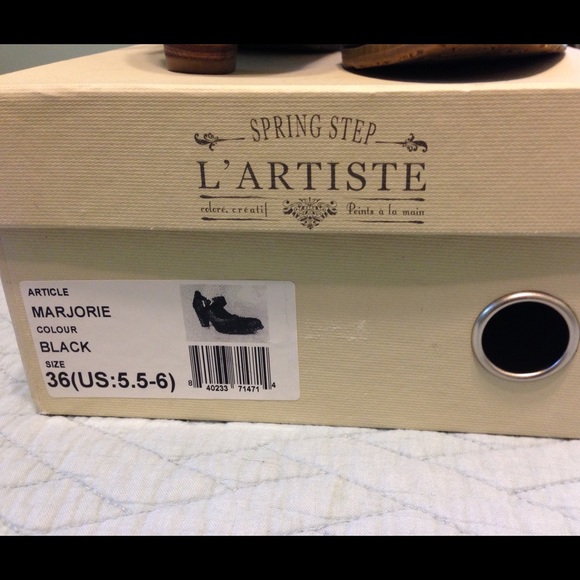 SPRING STEP
L'ARTISTE
coloré, créatif Peints à la main
ARTICLE
MARJORIE
COLOUR
BLACK
SIZE
36(US:5.5-6)
8 40233 71471 4